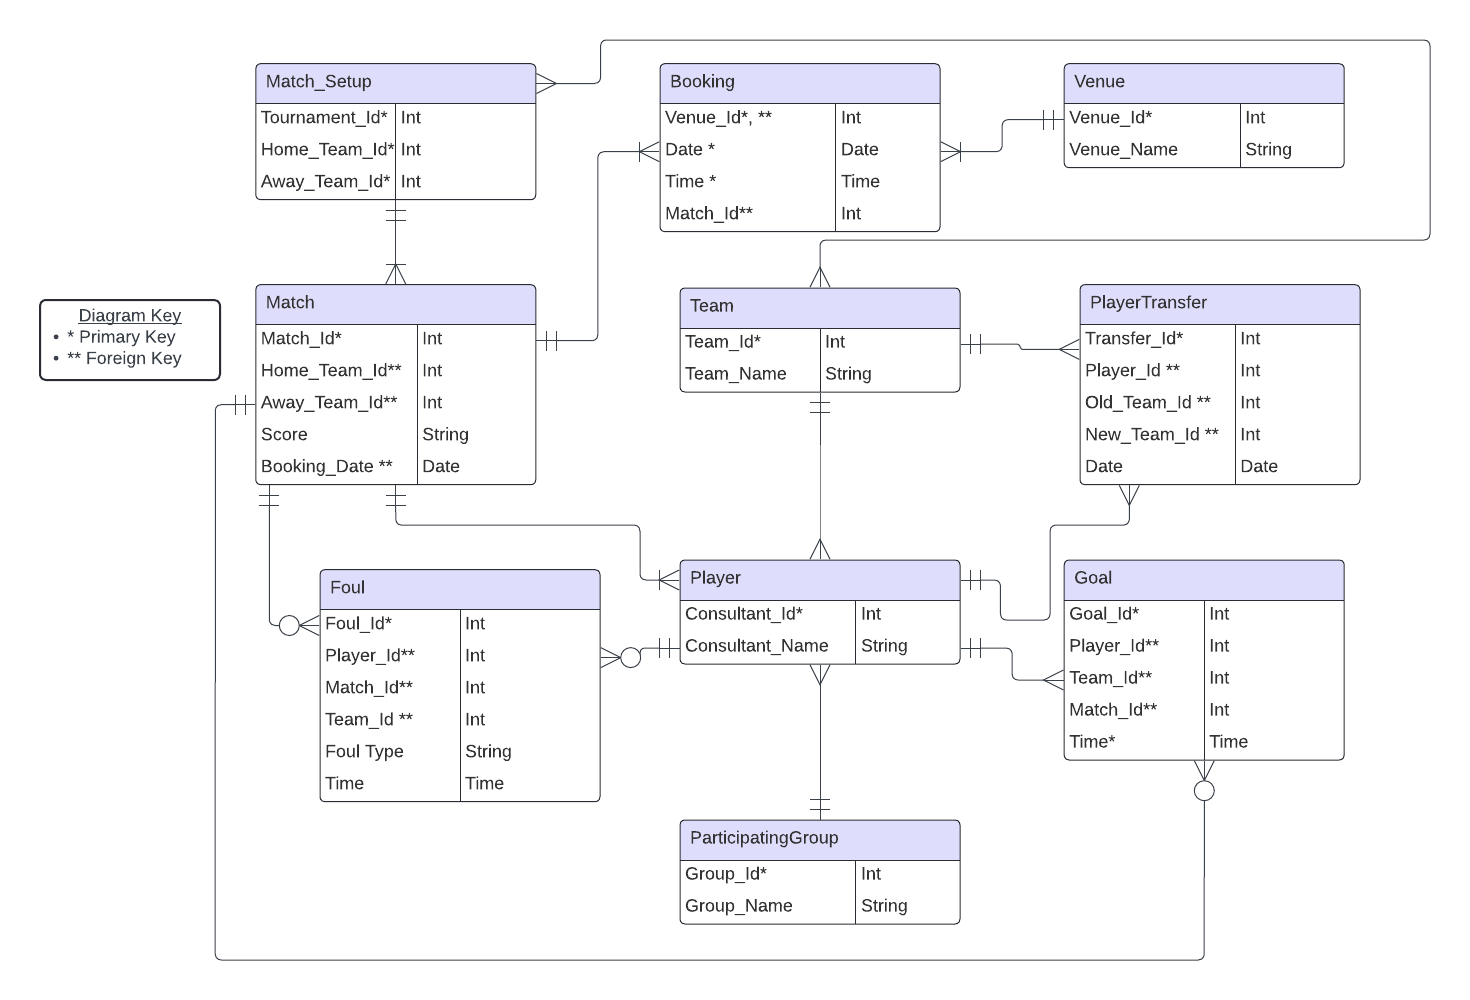 Match_Setup
Tournament_Id* Int
Home_Team_Id* Int
Away_Team_Id* Int
Booking
Venue_Id*, ** Int
Date * Date
Time * Time
Match_Id** Int
Venue
Venue_Id* Int
Venue_Name String
Diagram Key
• * Primary Key
• ** Foreign Key
Match
Match_Id* Int
Home_Team_Id** Int
Away_Team_Id** Int
Score String
Booking_Date ** Date
Team
Team_Id* Int
Team_Name String
PlayerTransfer
Transfer_Id* Int
Player_Id ** Int
Old_Team_Id ** Int
New_Team_Id ** Int
Date Date
Foul
Foul_Id* Int
Player_Id** Int
Match_Id** Int
Team_Id ** Int
Foul Type String
Time Time
Player
Consultant_Id* Int
Consultant_Name String
Goal
Goal_Id* Int
Player_Id** Int
Team_Id** Int
Match_Id** Int
Time* Time
ParticipatingGroup
Group_Id* Int
Group_Name String